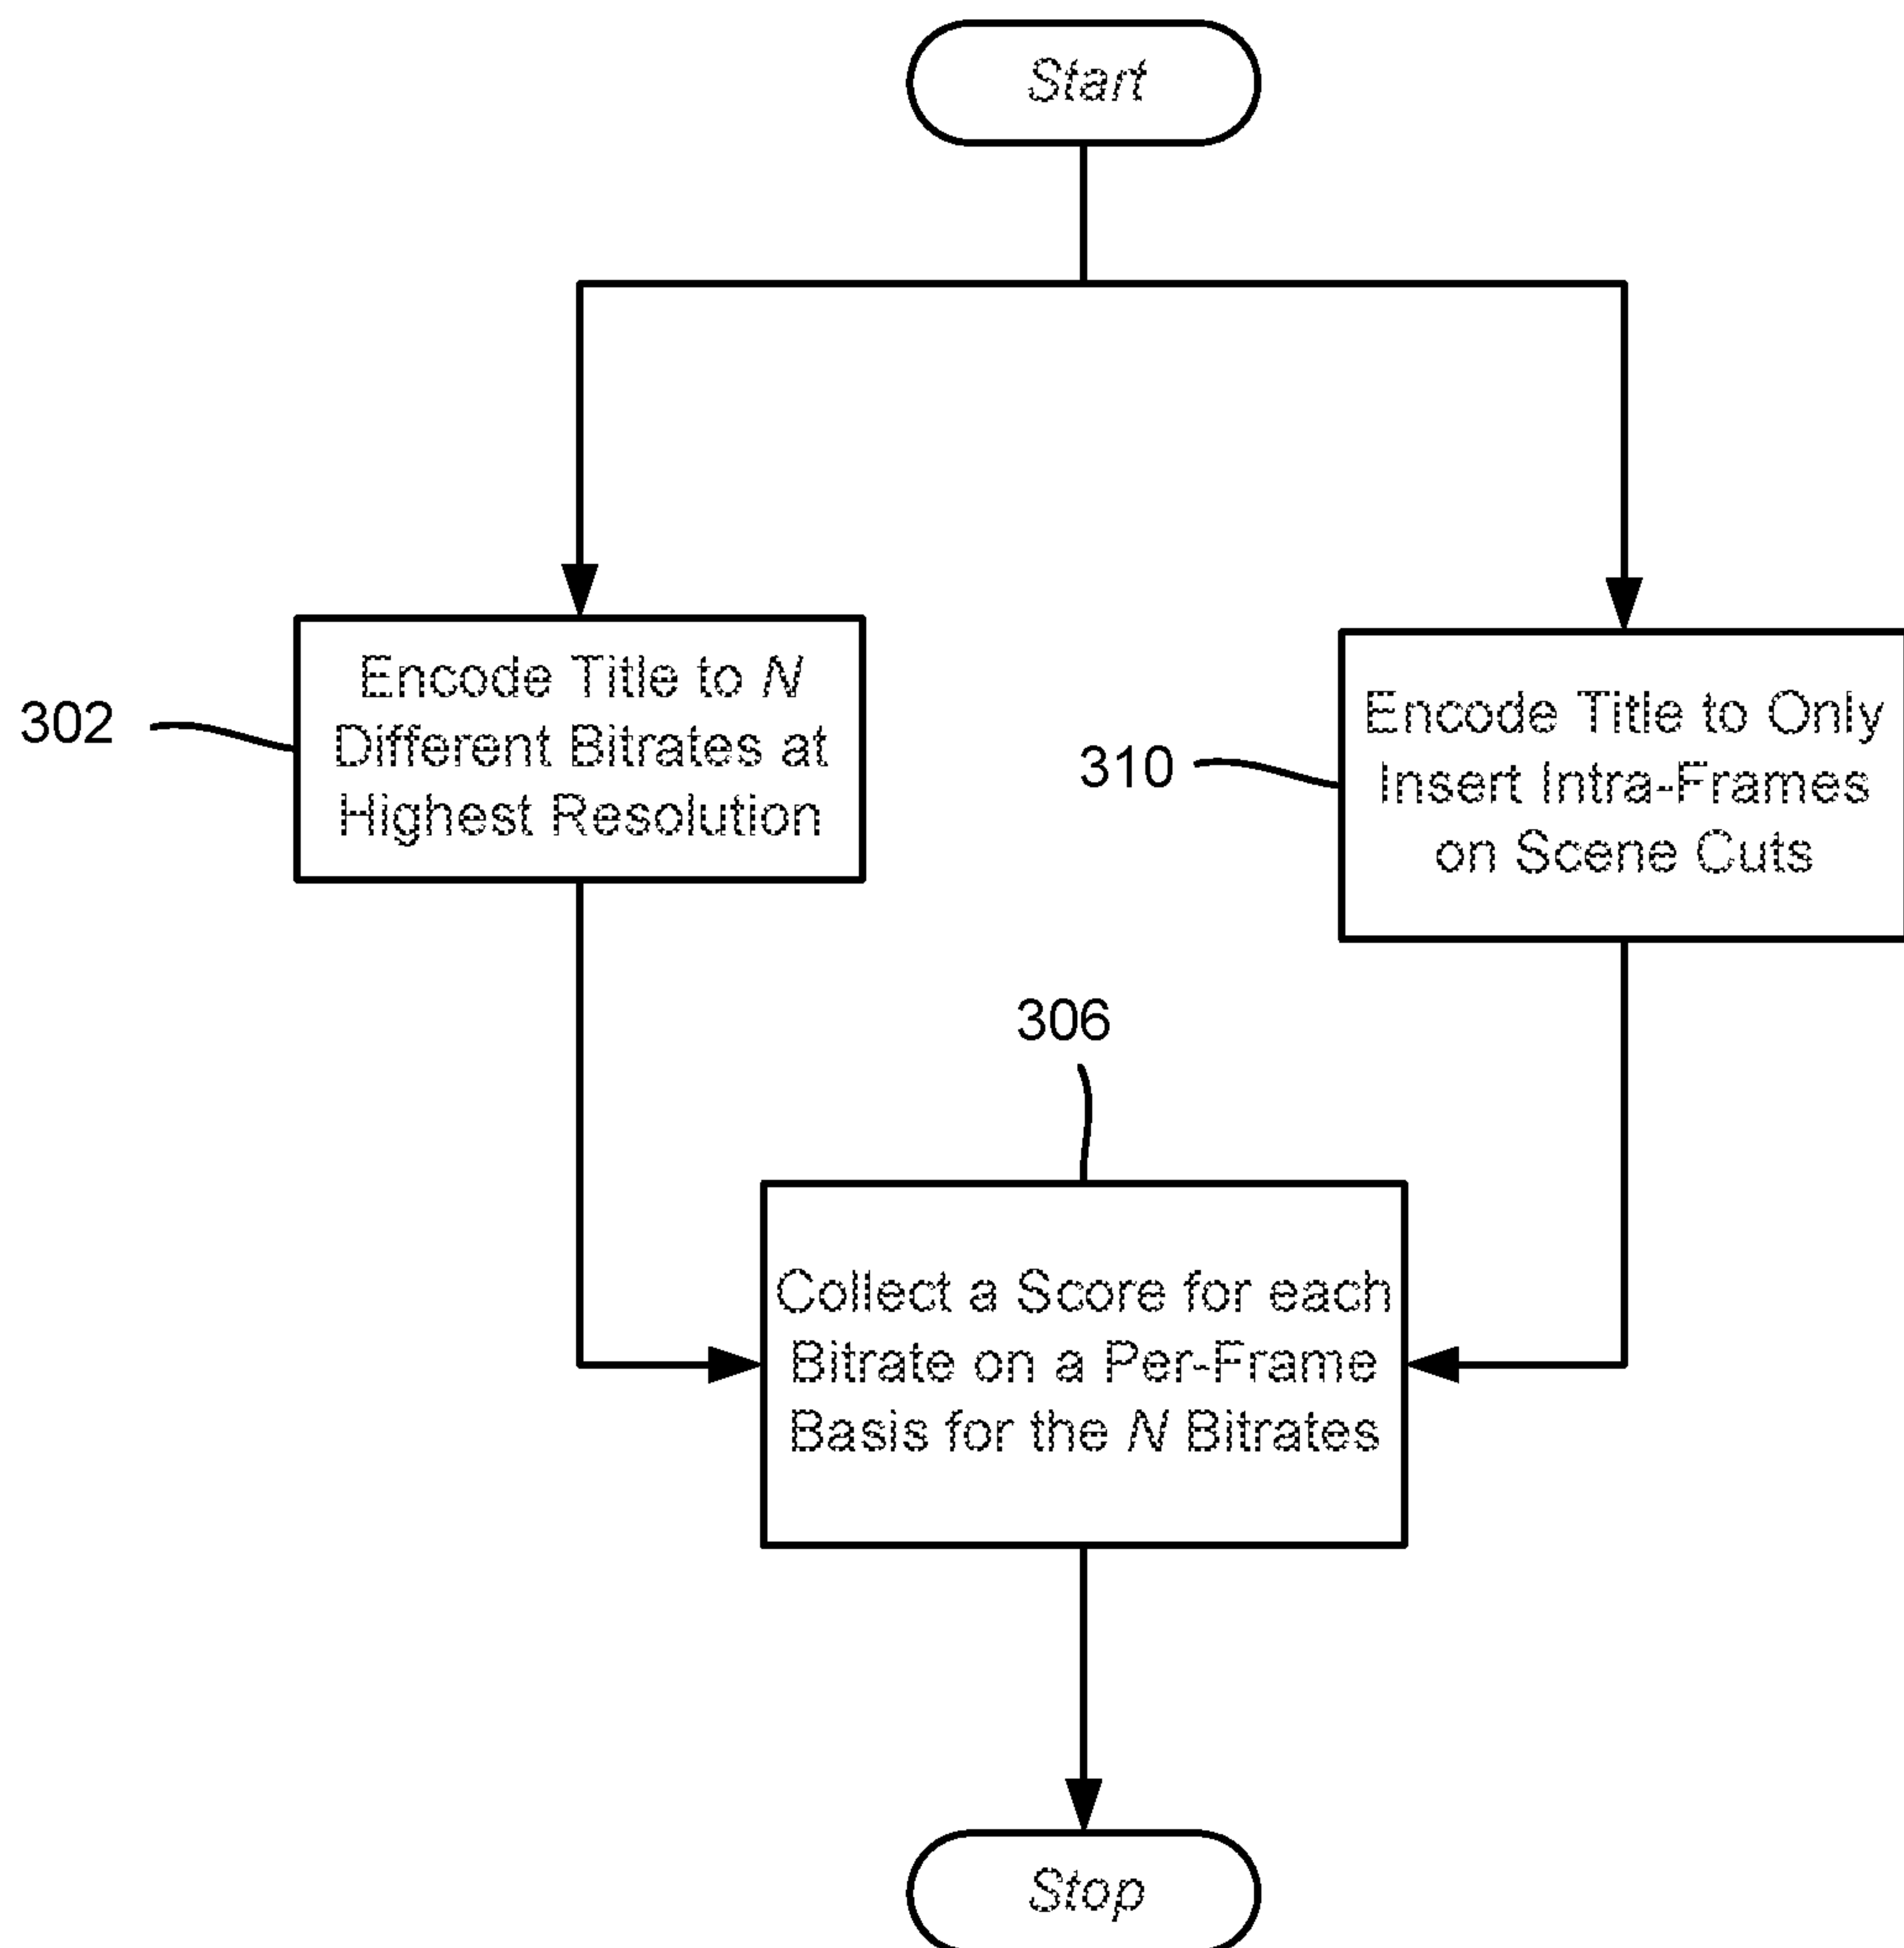 Start
302
Encode Title to N
Different Bitrates at
Highest Resolution
310
Encode Title to Only
Insert Intra-Frames
on Scene Cuts
306
Collect a Score for each
Bitrate on a Per-Frame
Basis for the N Bitrates
Stop